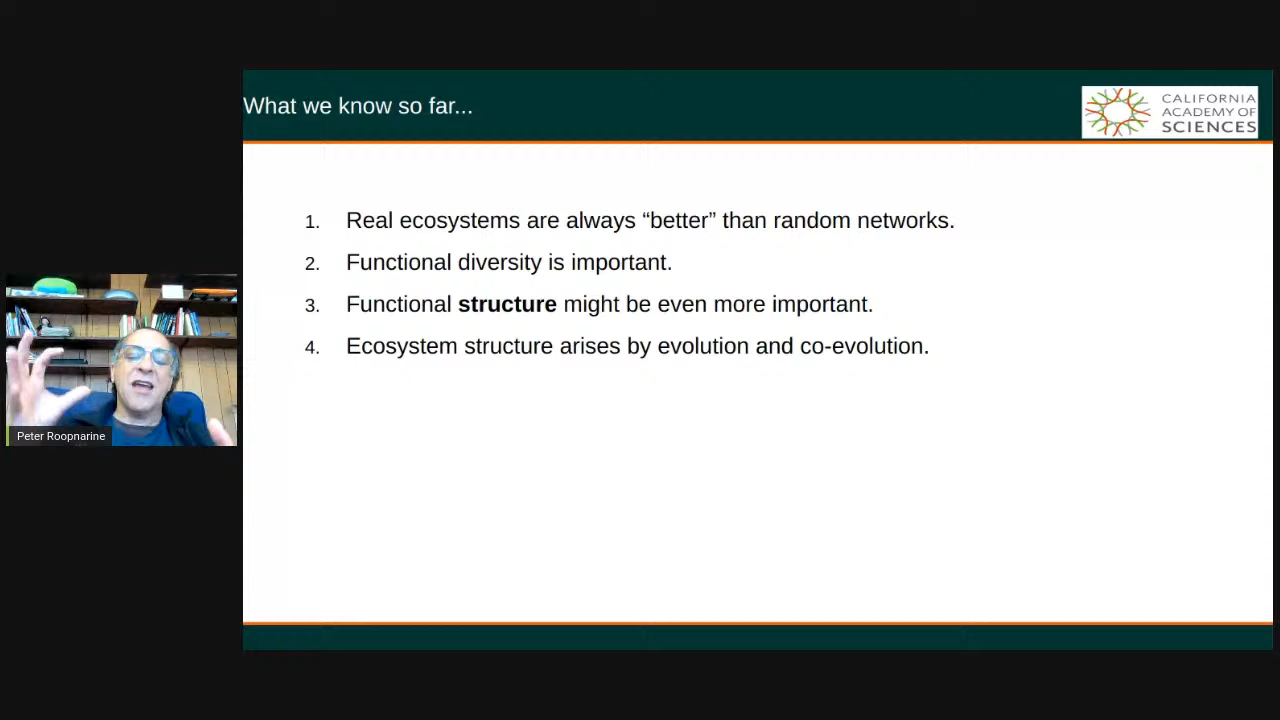 What we know so far...
CALIFORNIA
ACADEMY OF
SCIENCES
1. Real ecosystems are always “better” than random networks.
2. Functional diversity is important.
3. Functional structure might be even more important.
4. Ecosystem structure arises by evolution and co-evolution.
Peter Roopnarine